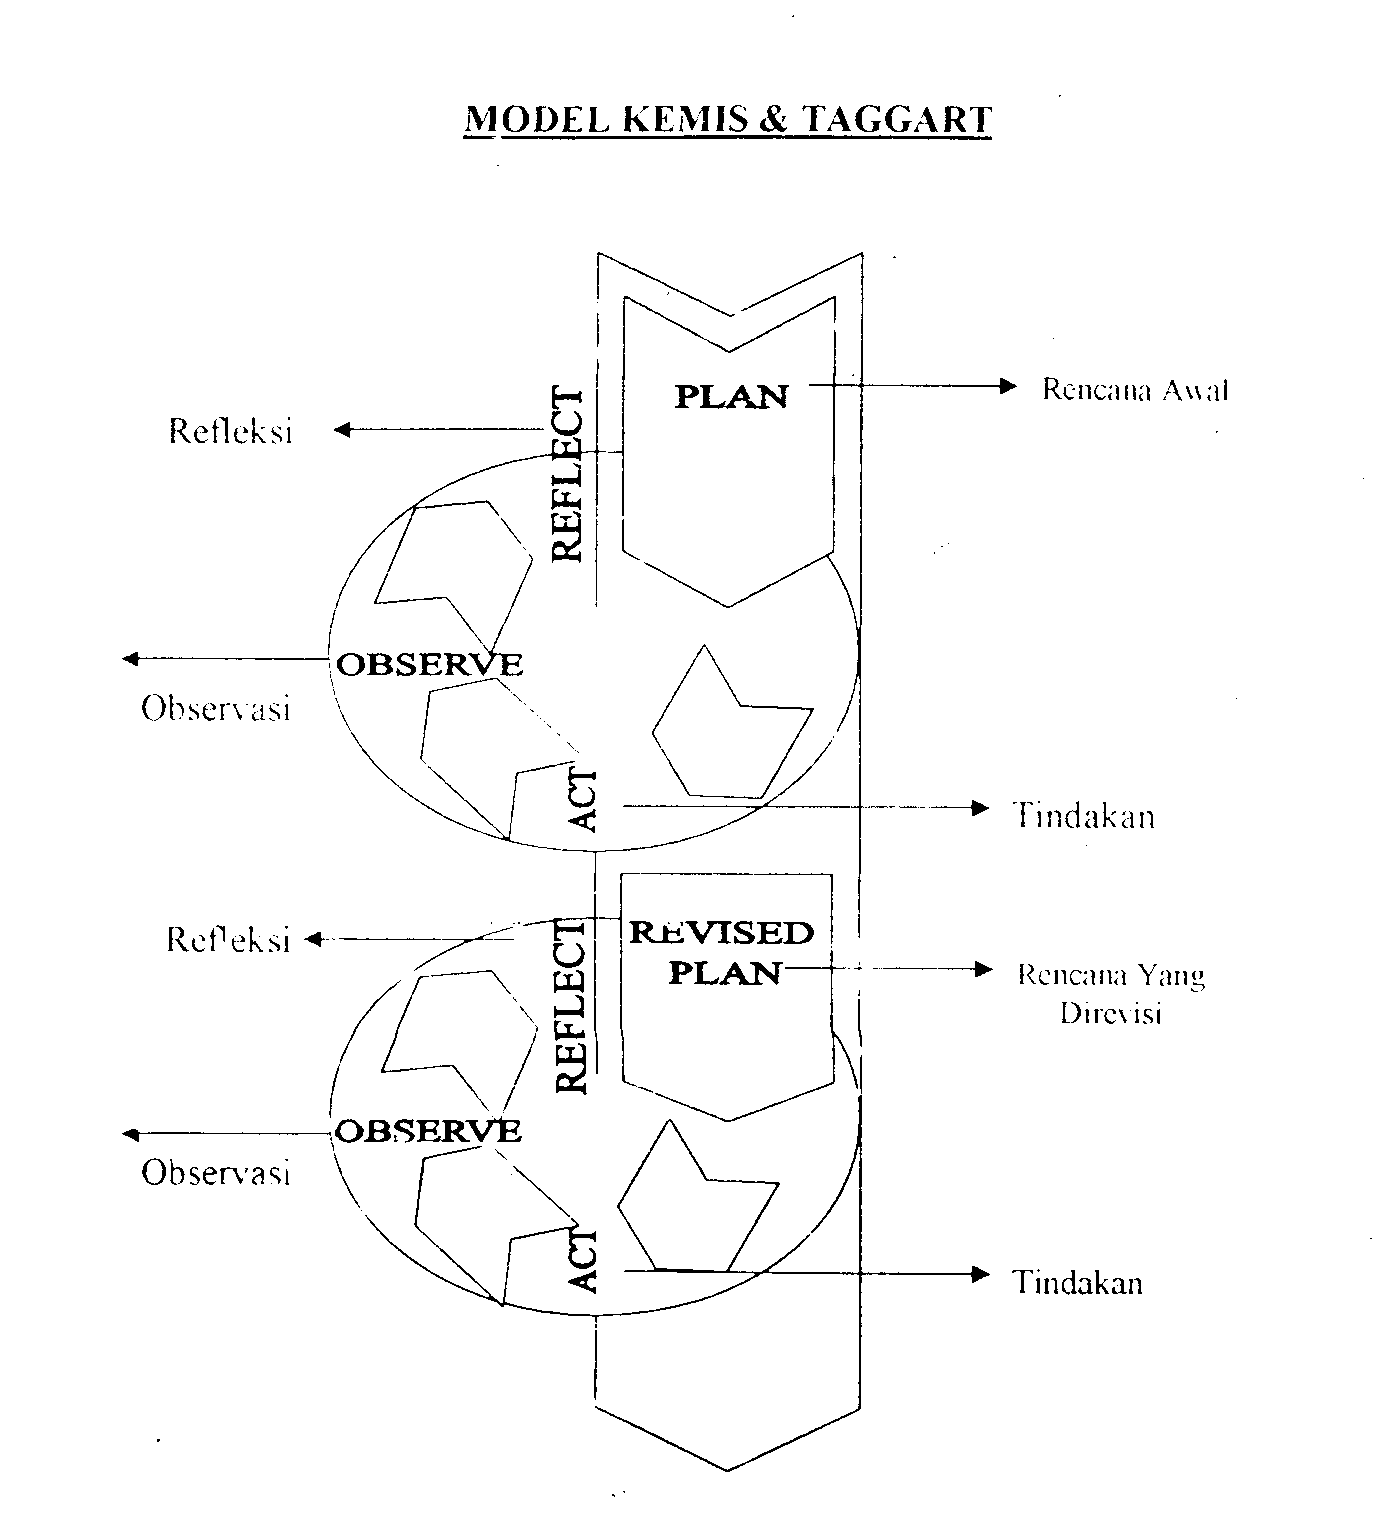 MODEL KEMIS & TAGGART
PLAN
Rencana Awal
REFLECT
Refleksi
OBSERVE
Observasi
ACT
Tindakan
REVISED
PLAN
Rencana Yang
Direvisi
REFLECT
Refleksi
OBSERVE
Observasi
ACT
Tindakan